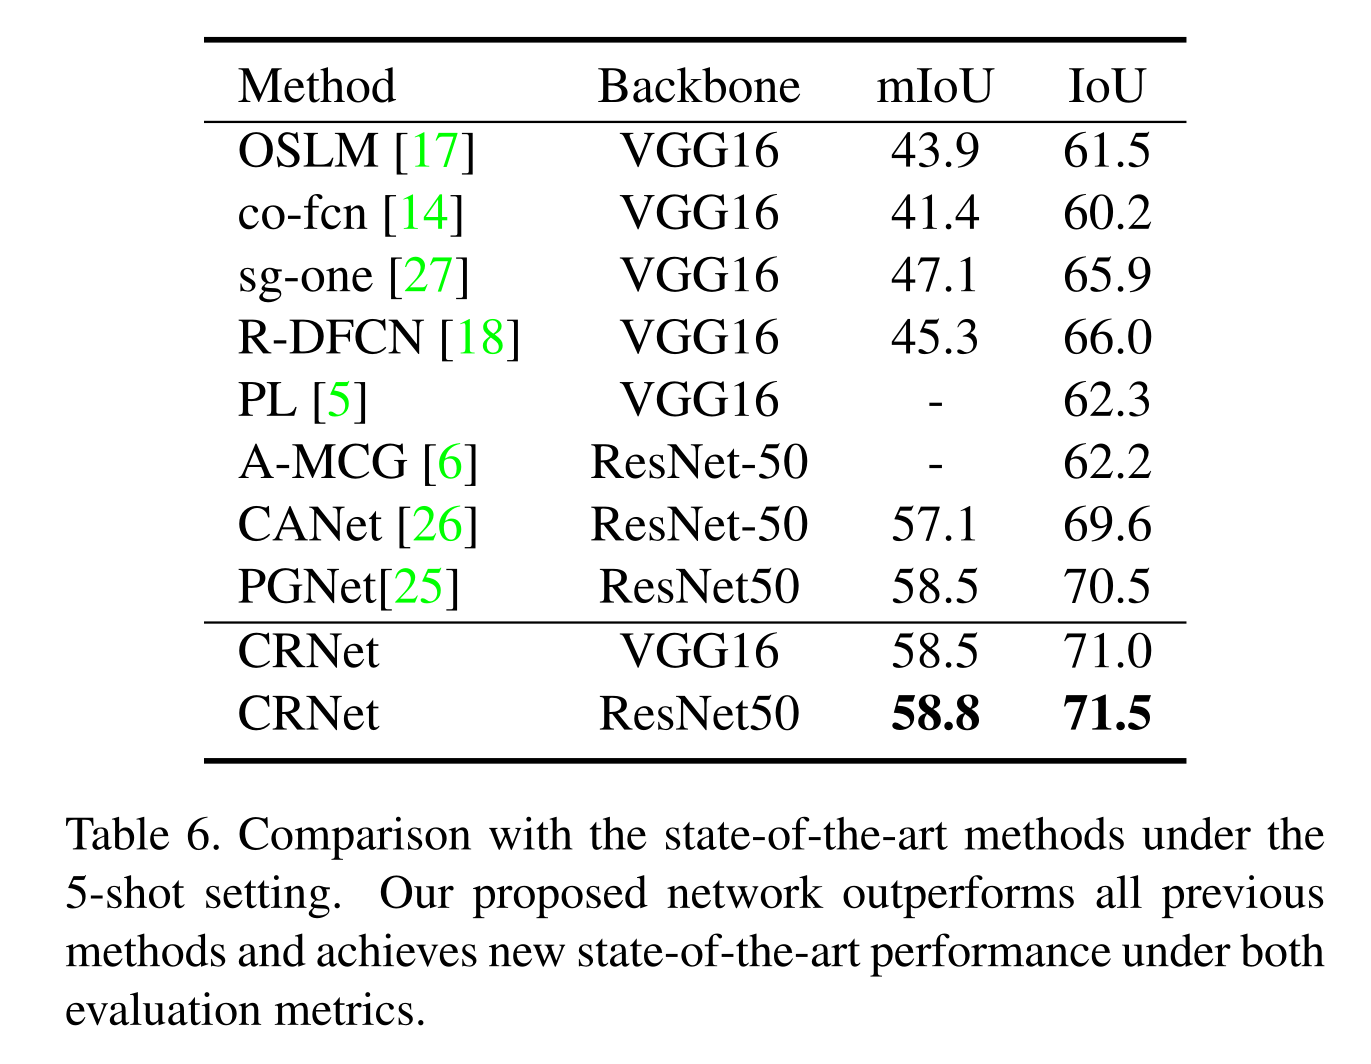 Method Backbone mIoU IoU
OSLM [17] VGG16 43.9 61.5
co-fcn [14] VGG16 41.4 60.2
sg-one [27] VGG16 47.1 65.9
R-DFCN [18] VGG16 45.3 66.0
PL [5] VGG16 - 62.3
A-MCG [6] ResNet-50 - 62.2
CANet [26] ResNet-50 57.1 69.6
PGNet[25] ResNet50 58.5 70.5
CRNet VGG16 58.5 71.0
CRNet ResNet50 58.8 71.5
Table 6. Comparison with the state-of-the-art methods under the
5-shot setting. Our proposed network outperforms all previous
methods and achieves new state-of-the-art performance under both
evaluation metrics.